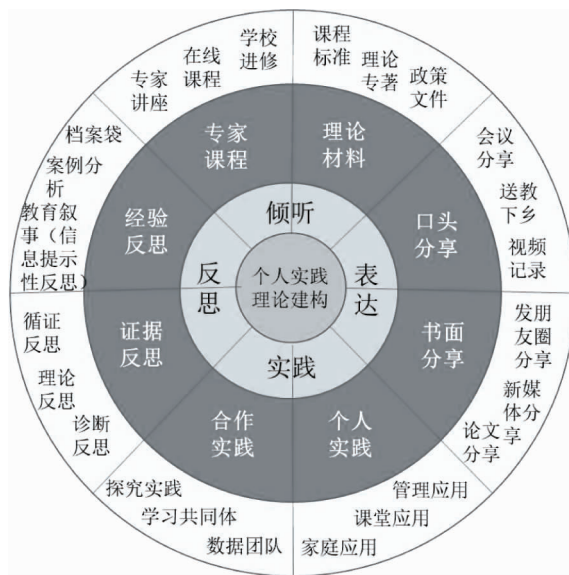 学校
进修
在线
课程
专家
讲座
课程
标准
理论
专著
政策
文件
档案袋
案例分
析
教育叙
事（信
息提示
性反思）
专家
课程
理论
材料
会议
分享
送教
下乡
视频
记录
经验
反思
口头
分享
倾听
反
思
个人实践
理论建构
表
达
实践
循证
反思
理论
反思
诊断
反思
证据
反思
书面
分享
发朋
友圈
分享
新媒
体分
享
论文
分享
合作
实践
个人
实践
探究实践
学习共同体
数据团队
管理应用
课堂应用
家庭应用